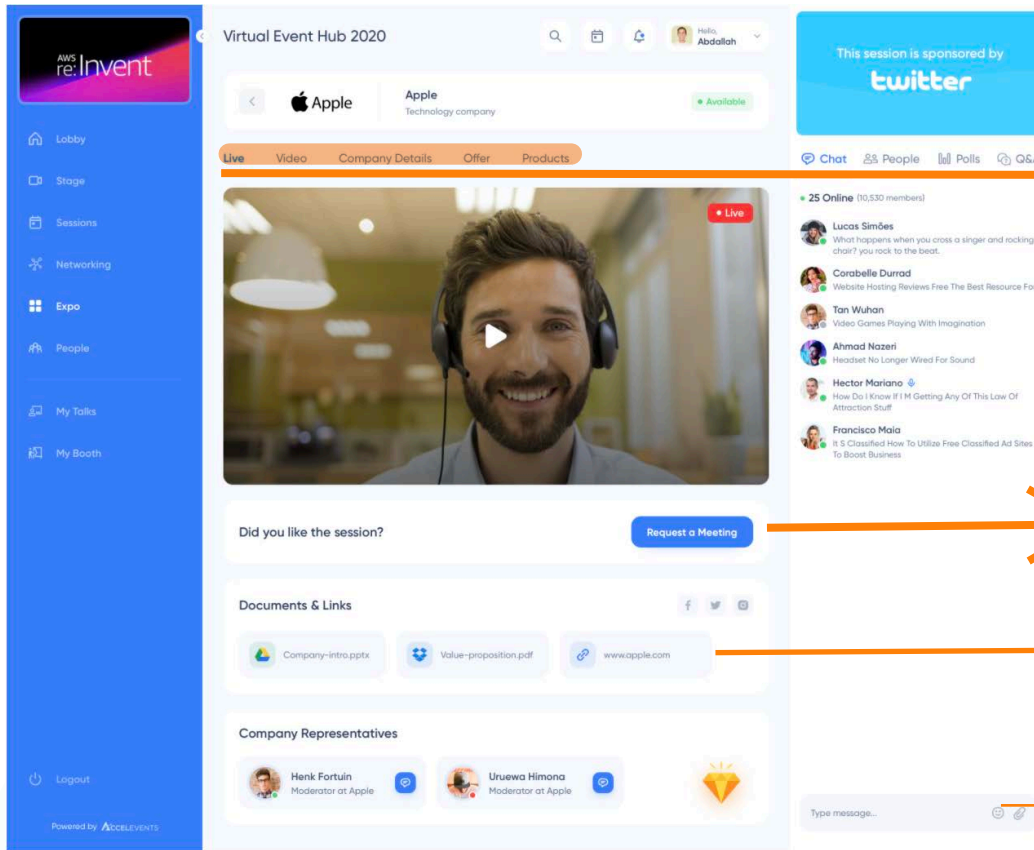 AWS
re:Invent
Lobby
Stage
Sessions
Networking
Expo
People
My Talks
My Booth
Logout
Powered by ACCELEVENTS
Virtual Event Hub 2020
Hello,
Abdallah
Apple
Apple
Technology company
Available
Live
Video
Company Details
Offer
Products
Live
Did you like the session?
Request a Meeting
Documents & Links
Company-intro.pptx
Value-proposition.pdf
www.apple.com
Company Representatives
Henk Fortuin
Moderator at Apple
Uruewa Himona
Moderator at Apple
This session is sponsored by
twitter
Chat
People
Polls
Q&
25 Online (10,530 members)
Lucas Simões
What happens when you cross a singer and rocking
chair? you rock to the beat.
Corabelle Durrad
Website Hosting Reviews Free The Best Resource Fo
Tan Wuhan
Video Games Playing With Imagination
Ahmad Nazeri
Headset No Longer Wired For Sound
Hector Mariano
How Do I Know If I M Getting Any Of This Law Of
Attraction Stuff
Francisco Maia
It S Classified How To Utilize Free Classified Ad Sites
To Boost Business
Type message...